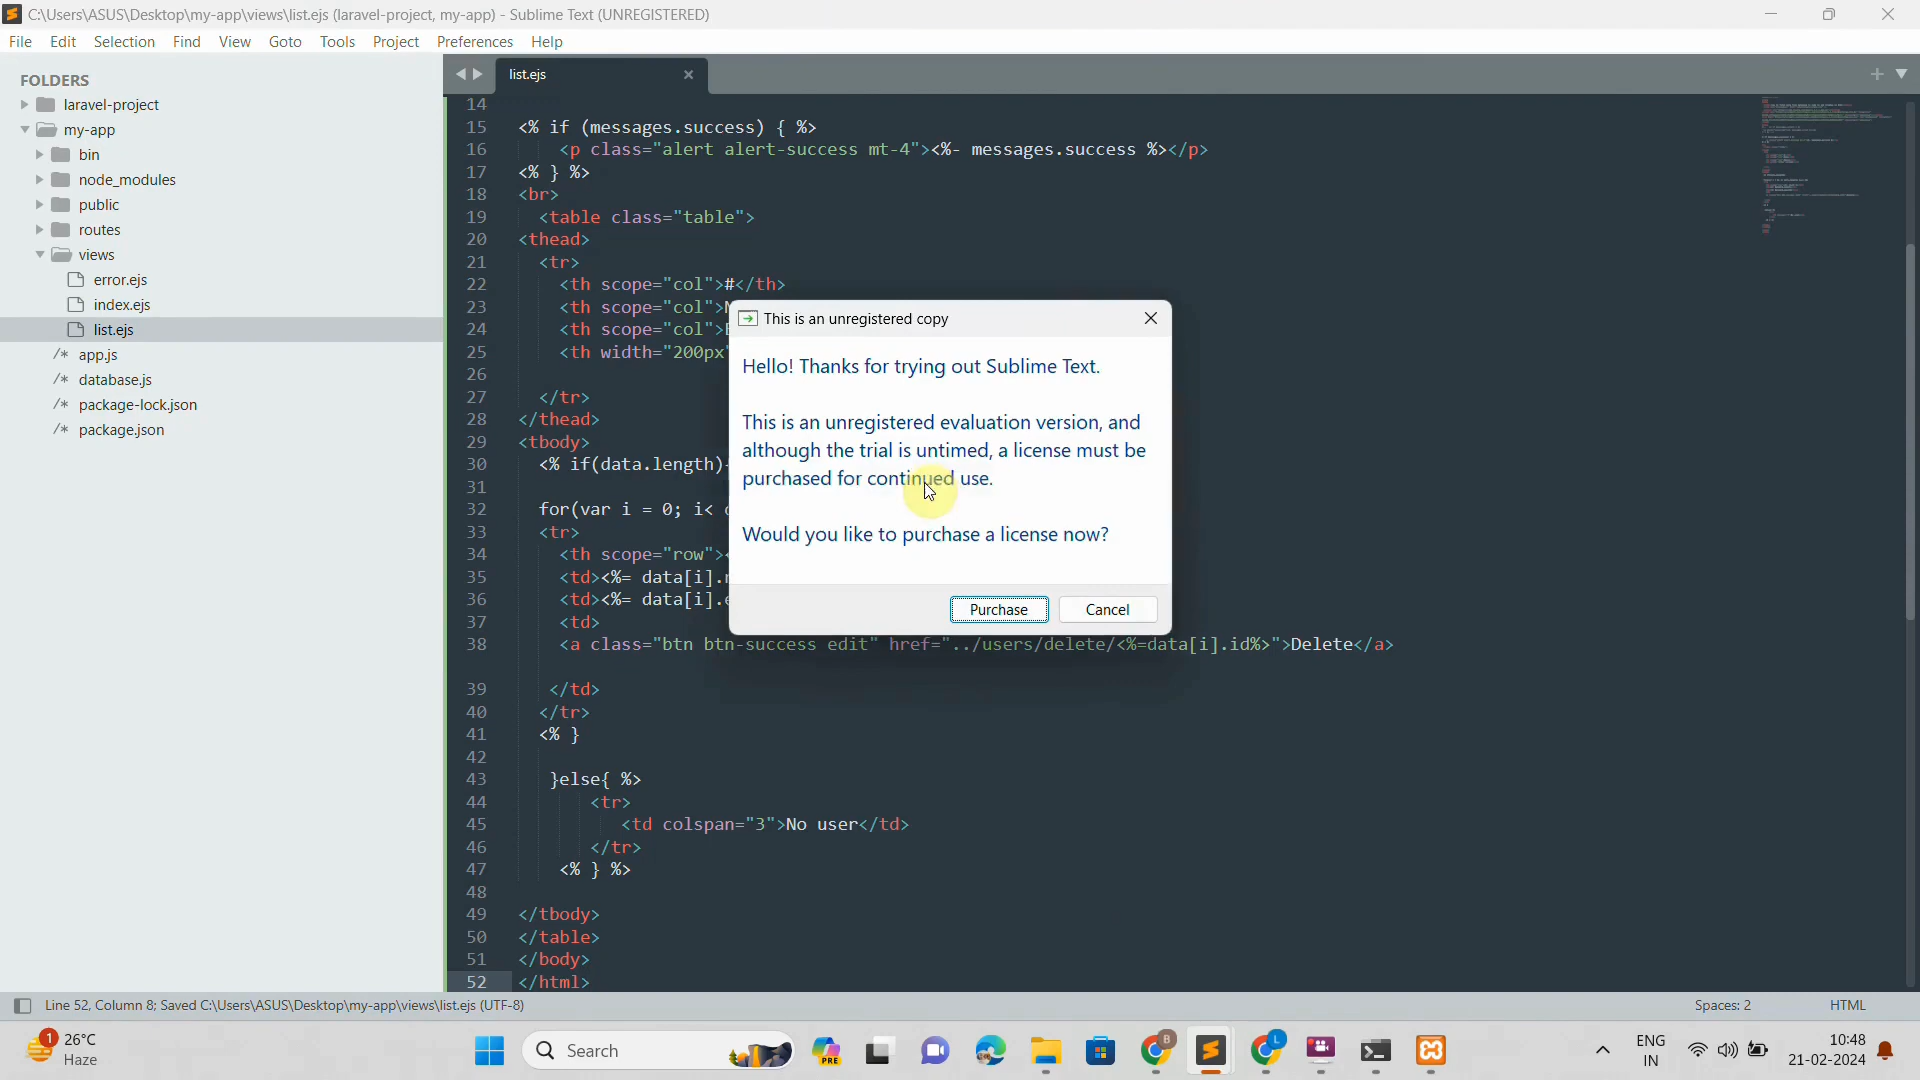 C:\Users\ASUS\Desktop\my-app\views\list.ejs (laravel-project, my-app) - Sublime Text (UNREGISTERED)
File Edit Selection Find View Goto Tools Project Preferences Help
FOLDERS
laravel-project
my-app
bin
node_modules
public
routes
views
error.ejs
index.ejs
list.ejs
/* app.js
/* database.js
/* package-lock.json
/* package.json
list.ejs
14
15 <% if (messages.success) { %>
16 <p class="alert alert-success mt-4"><%- messages.success %></p>
17 <% } %>
18 <br>
19 <table class="table">
20 <thead>
21 <tr>
22 <th scope="col">#</th>
23 <th scope="col">
24 <th scope="col">
25 <th width="200px"
26
27 </tr>
28 </thead>
29 <tbody>
30 <% if(data.length)
31
32 for(var i = 0; i<
33 <tr>
34 <th scope="row">
35 <td><%= data[i].
36 <td><%= data[i].
37 <td>
38 <a class="btn btn-success edit" href="../users/delete/<%=data[i].id%>">Delete</a>
39 </td>
40 </tr>
41 <% }
42
43 }else{ %>
44 <tr>
45 <td colspan="3">No user</td>
46 </tr>
47 <% } %>
48
49 </tbody>
50 </table>
51 </body>
52 </html>
This is an unregistered copy
Hello! Thanks for trying out Sublime Text.
This is an unregistered evaluation version, and
although the trial is untimed, a license must be
purchased for continued use.
Would you like to purchase a license now?
Purchase Cancel
Line 52, Column 8; Saved C:\Users\ASUS\Desktop\my-app\views\list.ejs (UTF-8)
Spaces: 2 HTML
1
26°C
Haze
Search
PRE
B
L
ENG
IN
10:48
21-02-2024